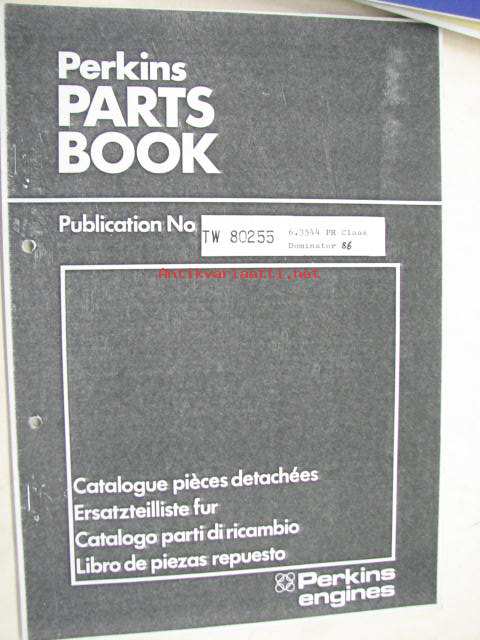 Perkins
PARTS
BOOK
Publication No
TW 80255
6.3544 PR Claas
Dominator 86
Antikvariaatti.net
Catalogue pièces detachées
Ersatzteilliste fur
Catalogo parti di ricambio
Libro de piezas repuesto
Perkins
engines